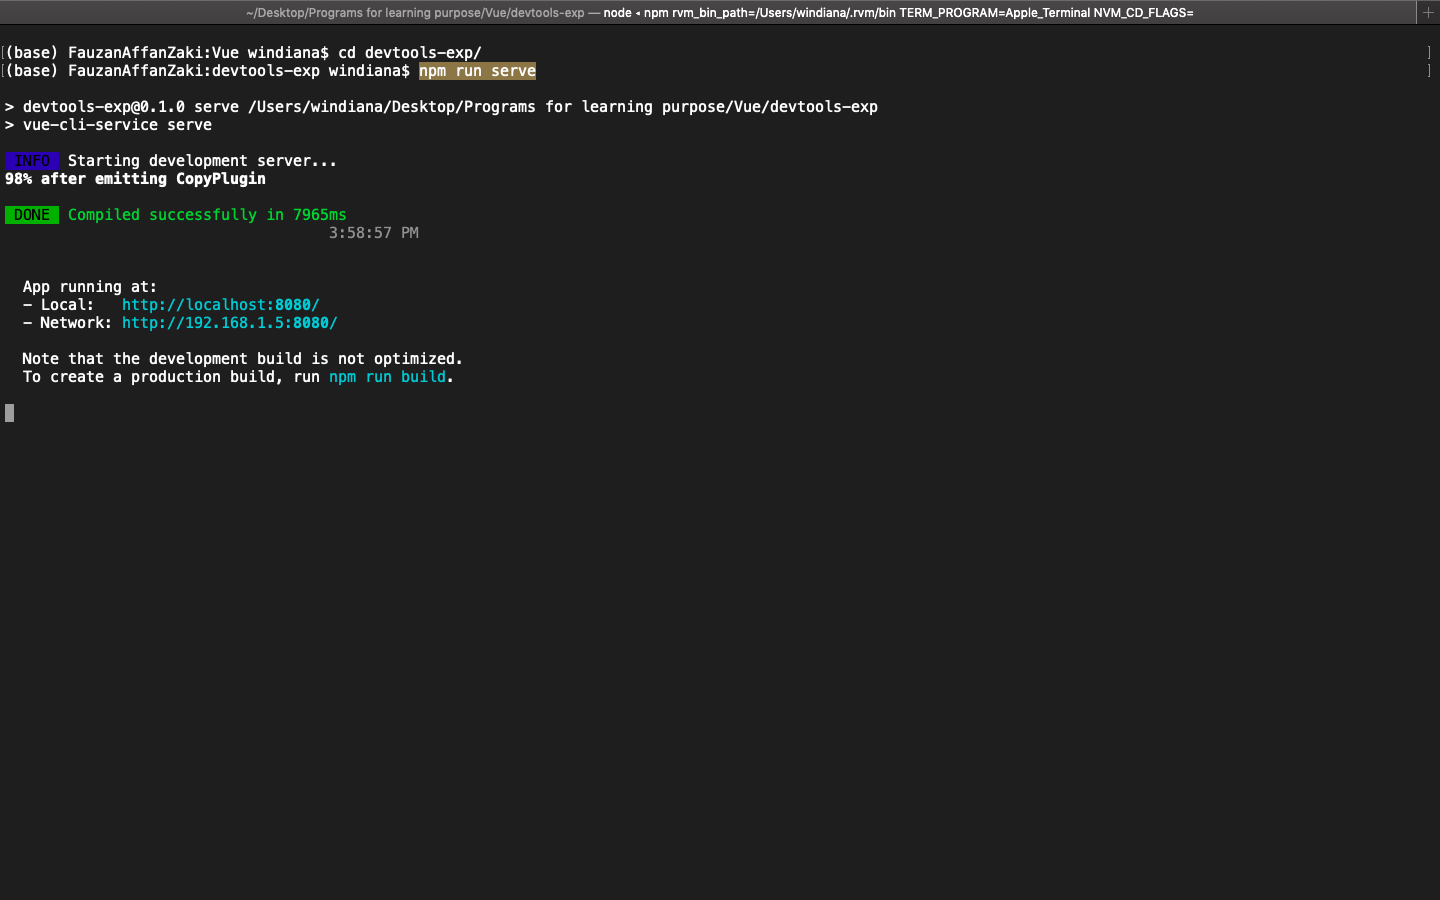 ~/Desktop/Programs for learning purpose/Vue/devtools-exp — node ◂ npm rvm_bin_path=/Users/windiana/.rvm/bin TERM_PROGRAM=Apple_Terminal NVM_CD_FLAGS= +
[(base) FauzanAffanZaki:Vue windiana$ cd devtools-exp/ ]
[(base) FauzanAffanZaki:devtools-exp windiana$ npm run serve ]
> devtools-exp@0.1.0 serve /Users/windiana/Desktop/Programs for learning purpose/Vue/devtools-exp
> vue-cli-service serve
INFO Starting development server...
98% after emitting CopyPlugin
DONE Compiled successfully in 7965ms
3:58:57 PM
App running at:
- Local: http://localhost:8080/
- Network: http://192.168.1.5:8080/
Note that the development build is not optimized.
To create a production build, run npm run build.